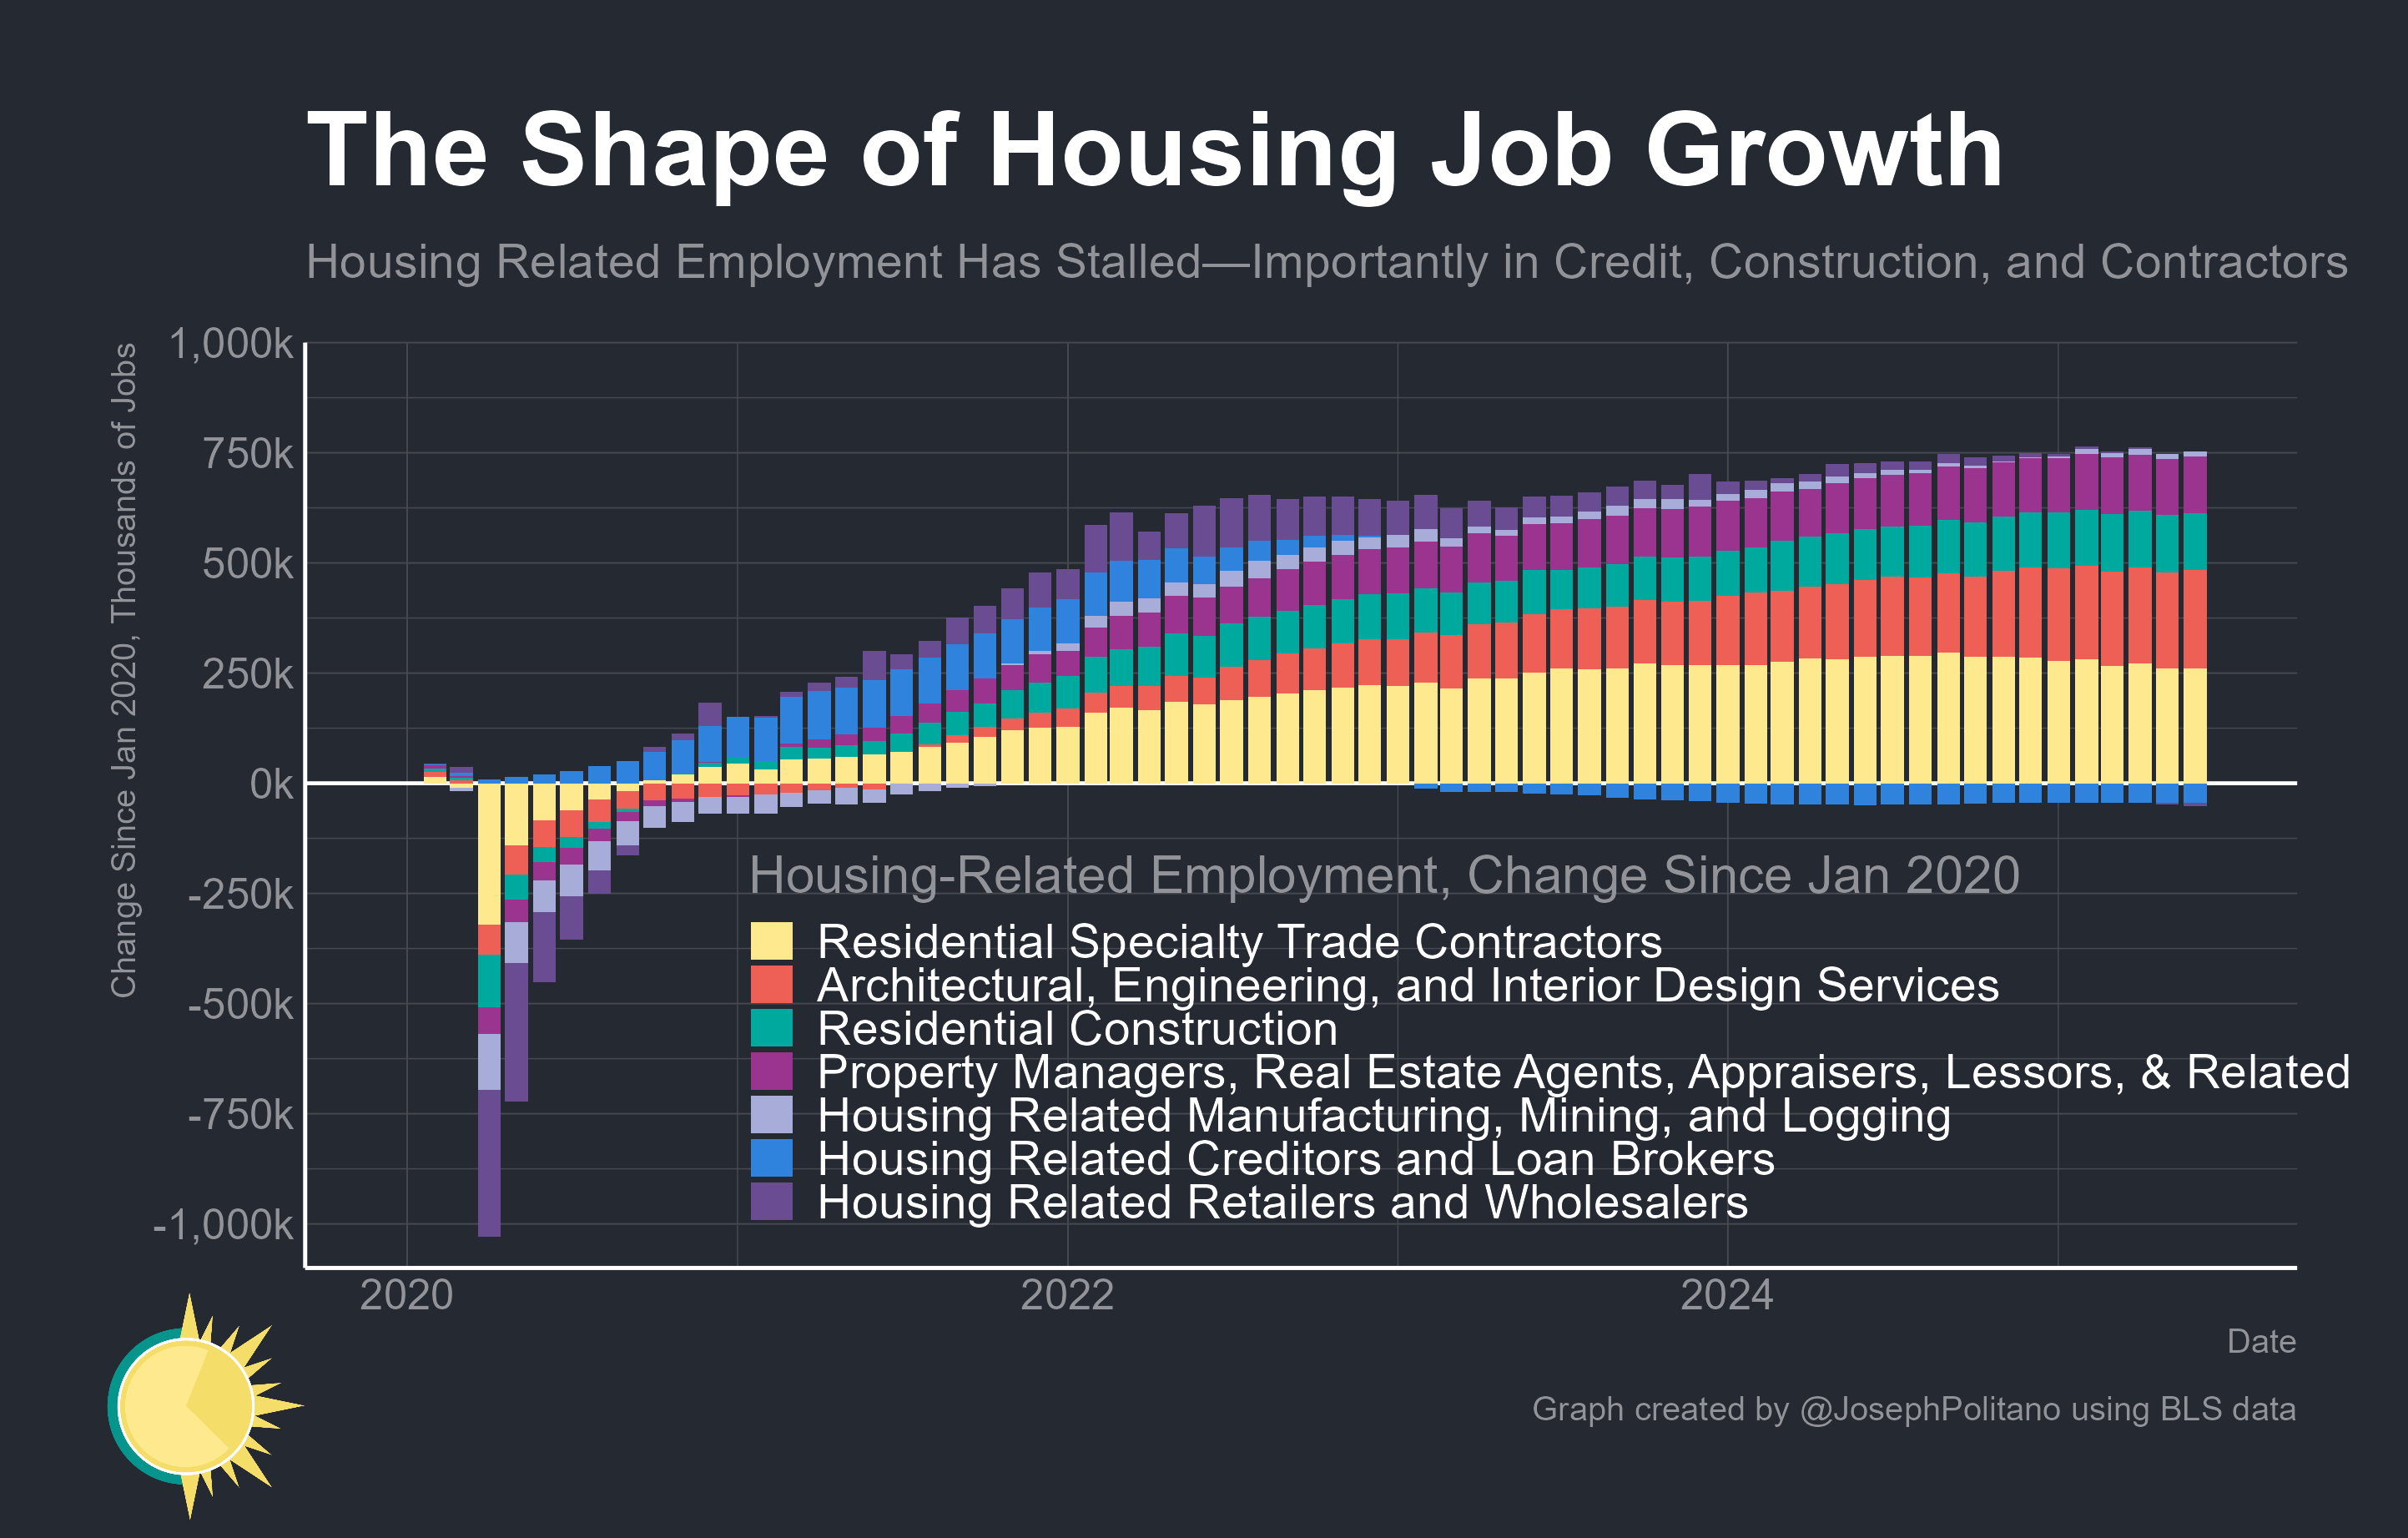 The Shape of Housing Job Growth
Housing Related Employment Has Stalled—Importantly in Credit, Construction, and Contractors
Change Since Jan 2020, Thousands of Jobs
1,000k
750k
500k
250k
0k
-250k
-500k
-750k
-1,000k
Housing-Related Employment, Change Since Jan 2020
Residential Specialty Trade Contractors
Architectural, Engineering, and Interior Design Services
Residential Construction
Property Managers, Real Estate Agents, Appraisers, Lessors, & Related
Housing Related Manufacturing, Mining, and Logging
Housing Related Creditors and Loan Brokers
Housing Related Retailers and Wholesalers
2020
2022
2024
Date
Graph created by @JosephPolitano using BLS data